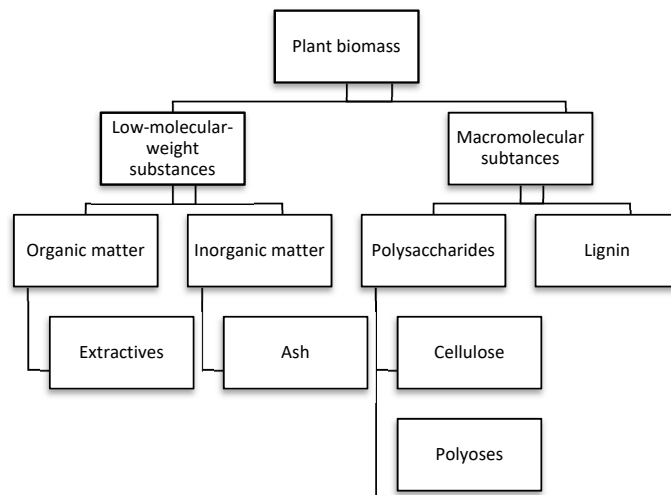 Plant biomass
Low-molecular-
weight
substances
Macromolecular
subtances
Organic matter
Inorganic matter
Polysaccharides
Lignin
Extractives
Ash
Cellulose
Polyoses